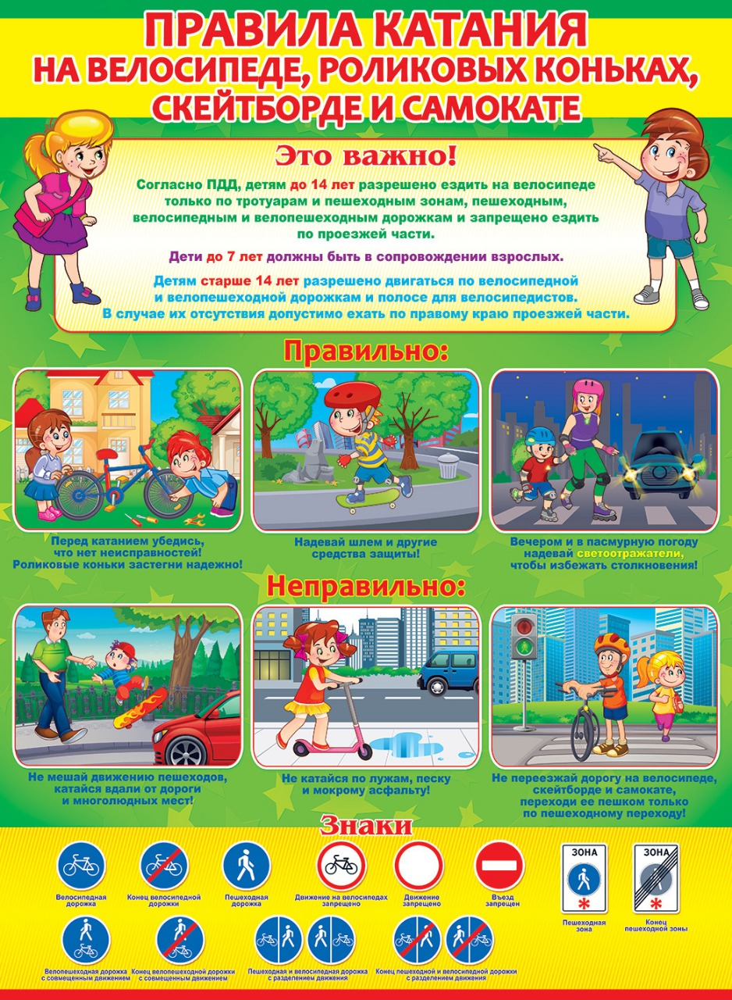 ПРАВИЛА КАТАНИЯ
НА ВЕЛОСИПЕДЕ, РОЛИКОВЫХ КОНЬКАХ,
СКЕЙТБОРДЕ И САМОКАТЕ
Это важно!
Согласно ПДД, детям до 14 лет разрешено ездить на велосипеде
только по тротуарам и пешеходным зонам, пешеходным,
велосипедным и велопешеходным дорожкам и запрещено ездить
по проезжей части.
Дети до 7 лет должны быть в сопровождении взрослых.
Детям старше 14 лет разрешено двигаться по велосипедной
и велопешеходной дорожкам и полосе для велосипедистов.
В случае их отсутствия допустимо ехать по правому краю проезжей части.
Правильно:
Перед катанием убедись,
что нет неисправностей!
Роликовые коньки застегни надежно!
Надевай шлем и другие
средства защиты!
Вечером и в пасмурную погоду
надевай светоотражатели,
чтобы избежать столкновения!
Неправильно:
Не мешай движению пешеходов,
катайся вдали от дороги
и многолюдных мест!
Не катайся по лужам, песку
и мокрому асфальту!
Не переезжай дорогу на велосипеде,
скейтборде и самокате,
переходи ее пешком только
по пешеходному переходу!
Знаки
Велосипедная
дорожка
Конец велосипедной
дорожки
Пешеходная
дорожка
Движение на велосипедах
запрещено
Движение
запрещено
Въезд
запрещен
ЗОНА
Пешеходная
зона
ЗОНА
Конец
пешеходной зоны
Велопешеходная дорожка
с совмещенным движением
Конец велопешеходной дорожки
с совмещенным движением
Пешеходная и велосипедная дорожка
с разделением движения
Конец пешеходной и велосипедной дорожки
с разделением движения